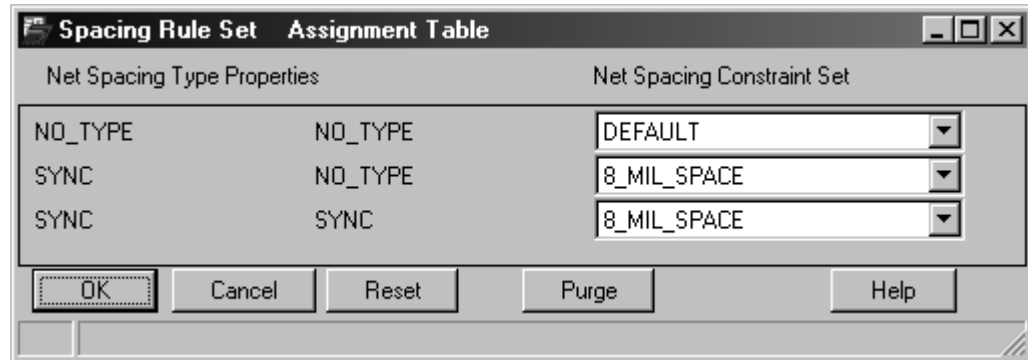 Spacing Rule Set Assignment Table
Net Spacing Type Properties Net Spacing Constraint Set
NO_TYPE NO_TYPE DEFAULT
SYNC NO_TYPE 8_MIL_SPACE
SYNC SYNC 8_MIL_SPACE
OK Cancel Reset Purge Help